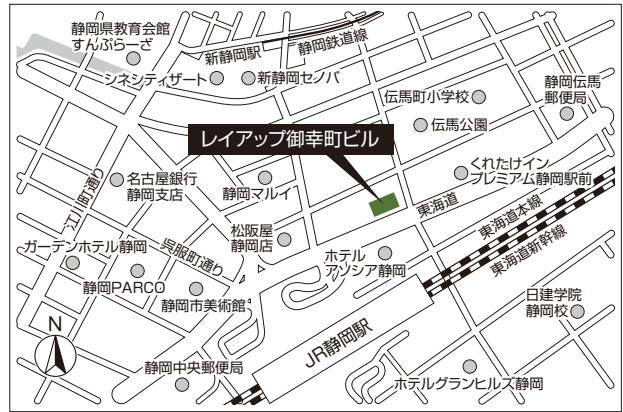 静岡県教育会館
すんぷらーざ
新静岡駅
静岡鉄道線
シネシティザート
新静岡セノバ
伝馬町小学校
静岡伝馬
郵便局
伝馬公園
レイアップ御幸町ビル
くれたけイン
プレミアム静岡駅前
江川町通り
名古屋銀行
静岡支店
静岡マルイ
東海道
松阪屋
静岡店
呉服町通り
東海道本線
東海道新幹線
ガーデンホテル静岡
ホテル
アソシア静岡
静岡PARCO
静岡市美術館
日建学院
静岡校
N
JR静岡駅
静岡中央郵便局
ホテルグランヒルズ静岡